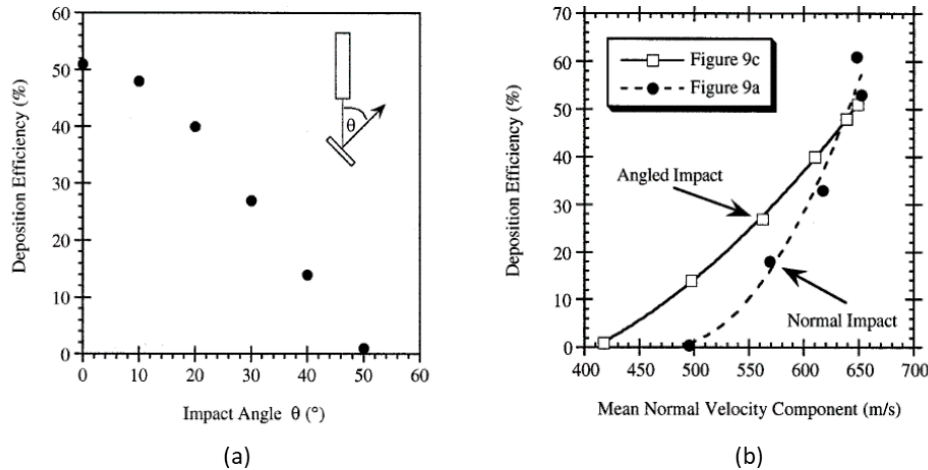 60
50
40
30
20
10
0
0 10 20 30 40 50 60
Deposition Efficiency (%)
Impact Angle θ (°)
θ
(a)
70
60
50
40
30
20
10
0
400 450 500 550 600 650 700
Deposition Efficiency (%)
Mean Normal Velocity Component (m/s)
Figure 9c
Figure 9a
Angled Impact
Normal Impact
(b)